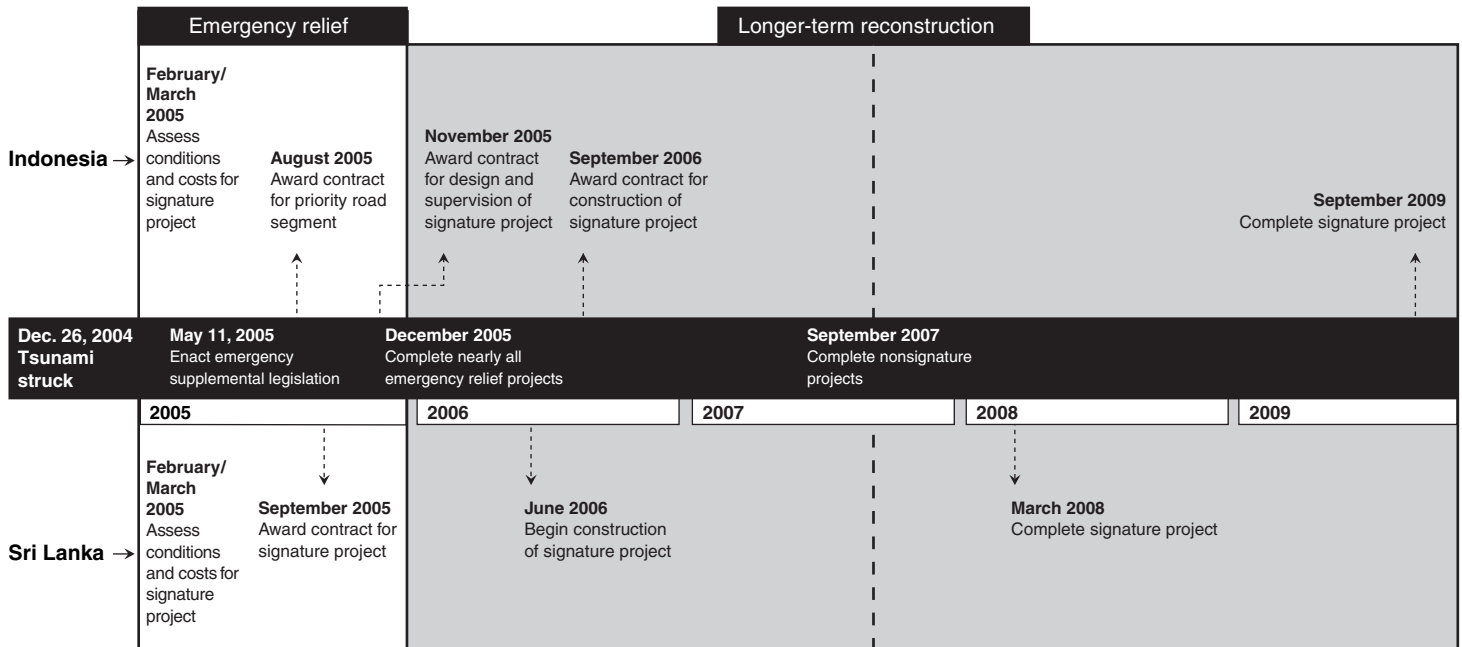 Emergency relief
Longer-term reconstruction
Indonesia
February/
March
2005
Assess
conditions
and costs for
signature
project
August 2005
Award contract
for priority road
segment
November 2005
Award contract
for design and
supervision of
signature project
September 2006
Award contract for
construction of
signature project
September 2009
Complete signature project
Dec. 26, 2004
Tsunami
struck
May 11, 2005
Enact emergency
supplemental legislation
December 2005
Complete nearly all
emergency relief projects
September 2007
Complete nonsignature
projects
2005
2006
2007
2008
2009
Sri Lanka
February/
March
2005
Assess
conditions
and costs for
signature
project
September 2005
Award contract for
signature project
June 2006
Begin construction
of signature project
March 2008
Complete signature project